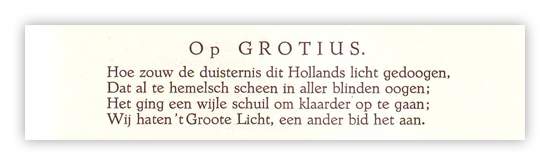 Op GROTIUS.
Hoe zouw de duisternis dit Hollands licht gedoogen,
Dat al te hemelsch scheen in aller blinden oogen;
Het ging een wijle schuil om klaarder op te gaan;
Wij haten 't Groote Licht, een ander bid het aan.